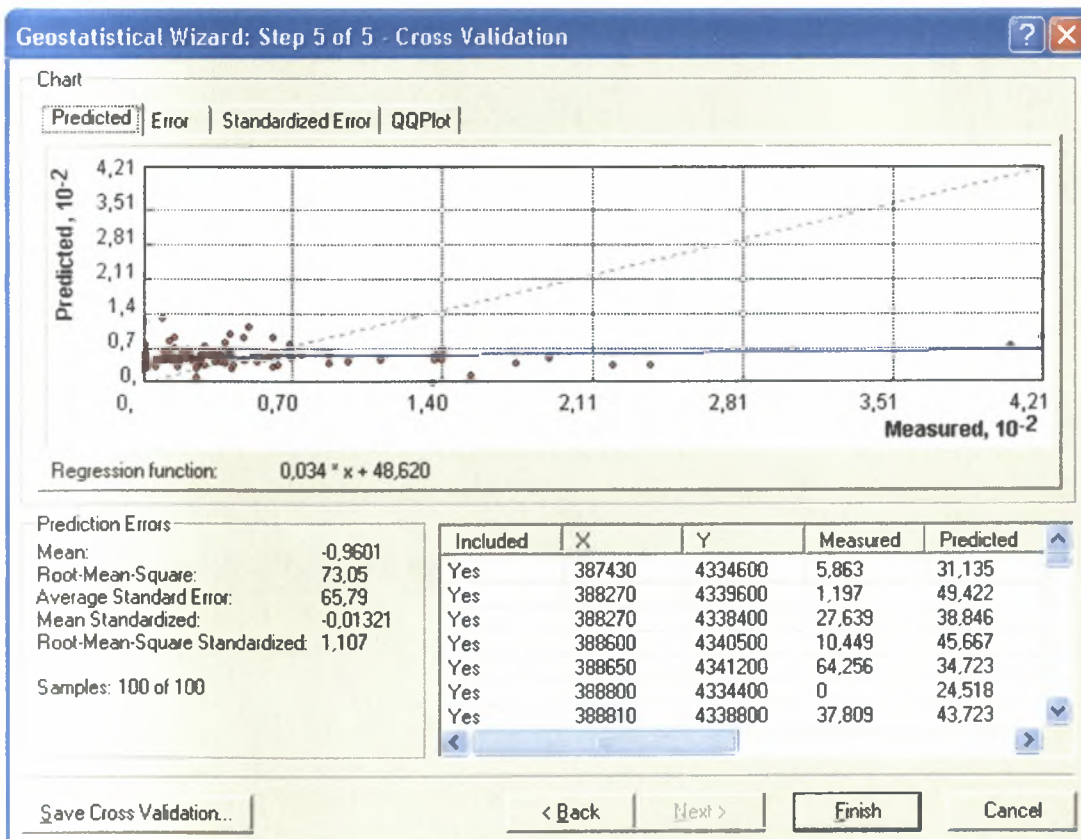 Geostatistical Wizard: Step 5 of 5 - Cross Validation
Chart
Predicted Error Standardized Error QQPlot
Predicted, 10-2
4,21
3,51
2,81
2,11
1,4
0,7
0,
0, 0,70 1,40 2,11 2,81 3,51 4,21
Measured, 10-2
Regression function: 0,034 * x + 48,620
Prediction Errors
Mean: -0,9601
Root-Mean-Square: 73,05
Average Standard Error: 65,79
Mean Standardized: -0,01321
Root-Mean-Square Standardized: 1,107
Samples: 100 of 100
Included X Y Measured Predicted
Yes 387430 4334600 5,863 31,135
Yes 388270 4339600 1,197 49,422
Yes 388270 4338400 27,639 38,846
Yes 388600 4340500 10,449 45,667
Yes 388650 4341200 64,256 34,723
Yes 388800 4334400 0 24,518
Yes 388810 4338800 37,809 43,723
Save Cross Validation... < Back Next > Finish Cancel